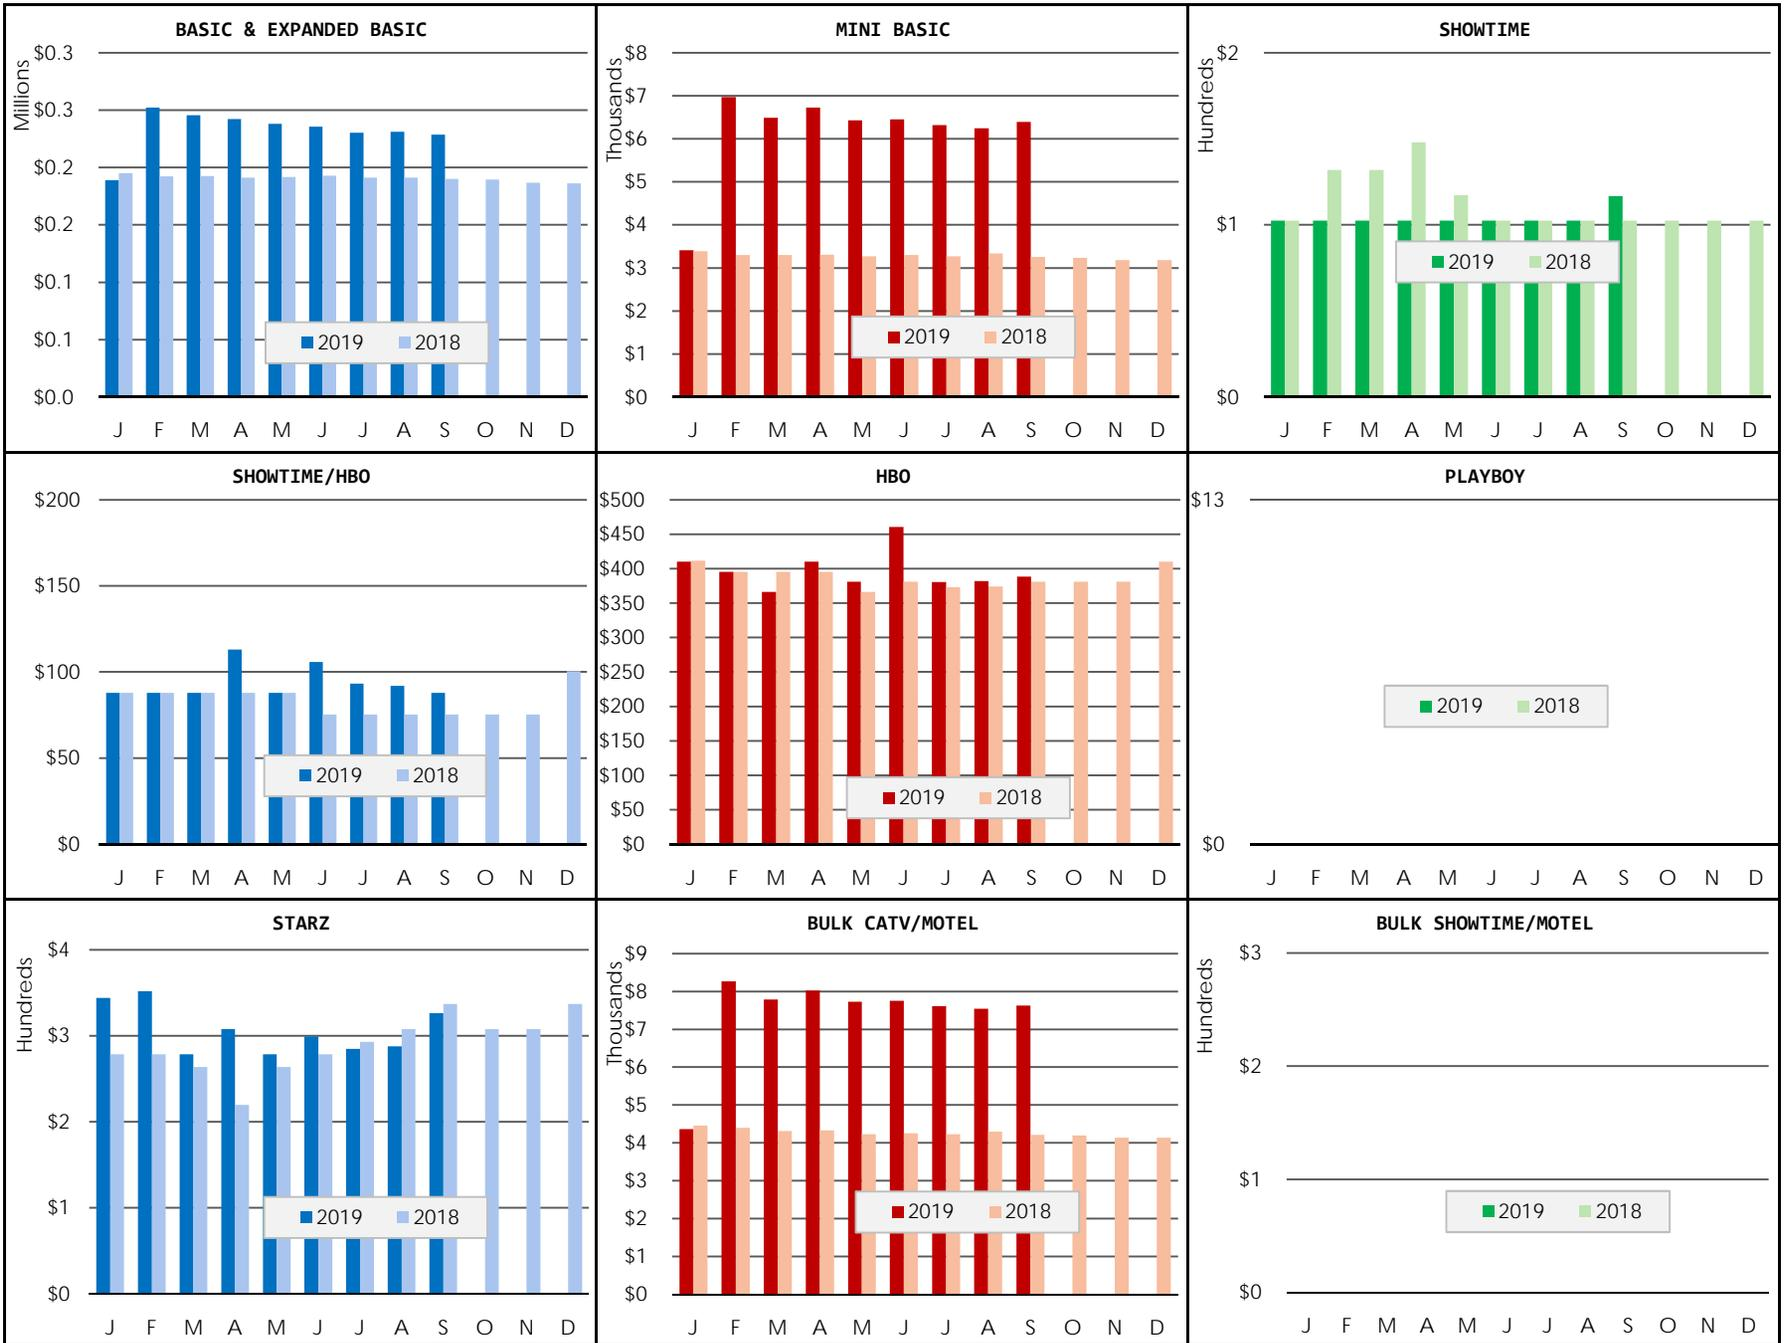 BASIC & EXPANDED BASIC
Millions
$0.3
$0.3
$0.2
$0.2
$0.1
$0.1
$0.0
2019 2018
J F M A M J J A S O N D
MINI BASIC
Thousands
$8
$7
$6
$5
$4
$3
$2
$1
$0
2019 2018
J F M A M J J A S O N D
SHOWTIME
Hundreds
$2
$1
$0
2019 2018
J F M A M J J A S O N D
SHOWTIME/HBO
$200
$150
$100
$50
$0
2019 2018
J F M A M J J A S O N D
HBO
$500
$450
$400
$350
$300
$250
$200
$150
$100
$50
$0
2019 2018
J F M A M J J A S O N D
PLAYBOY
$13
$0
2019 2018
J F M A M J J A S O N D
STARZ
Hundreds
$4
$3
$2
$1
$0
2019 2018
J F M A M J J A S O N D
BULK CATV/MOTEL
Thousands
$9
$8
$7
$6
$5
$4
$3
$2
$1
$0
2019 2018
J F M A M J J A S O N D
BULK SHOWTIME/MOTEL
Hundreds
$3
$2
$1
$0
2019 2018
J F M A M J J A S O N D